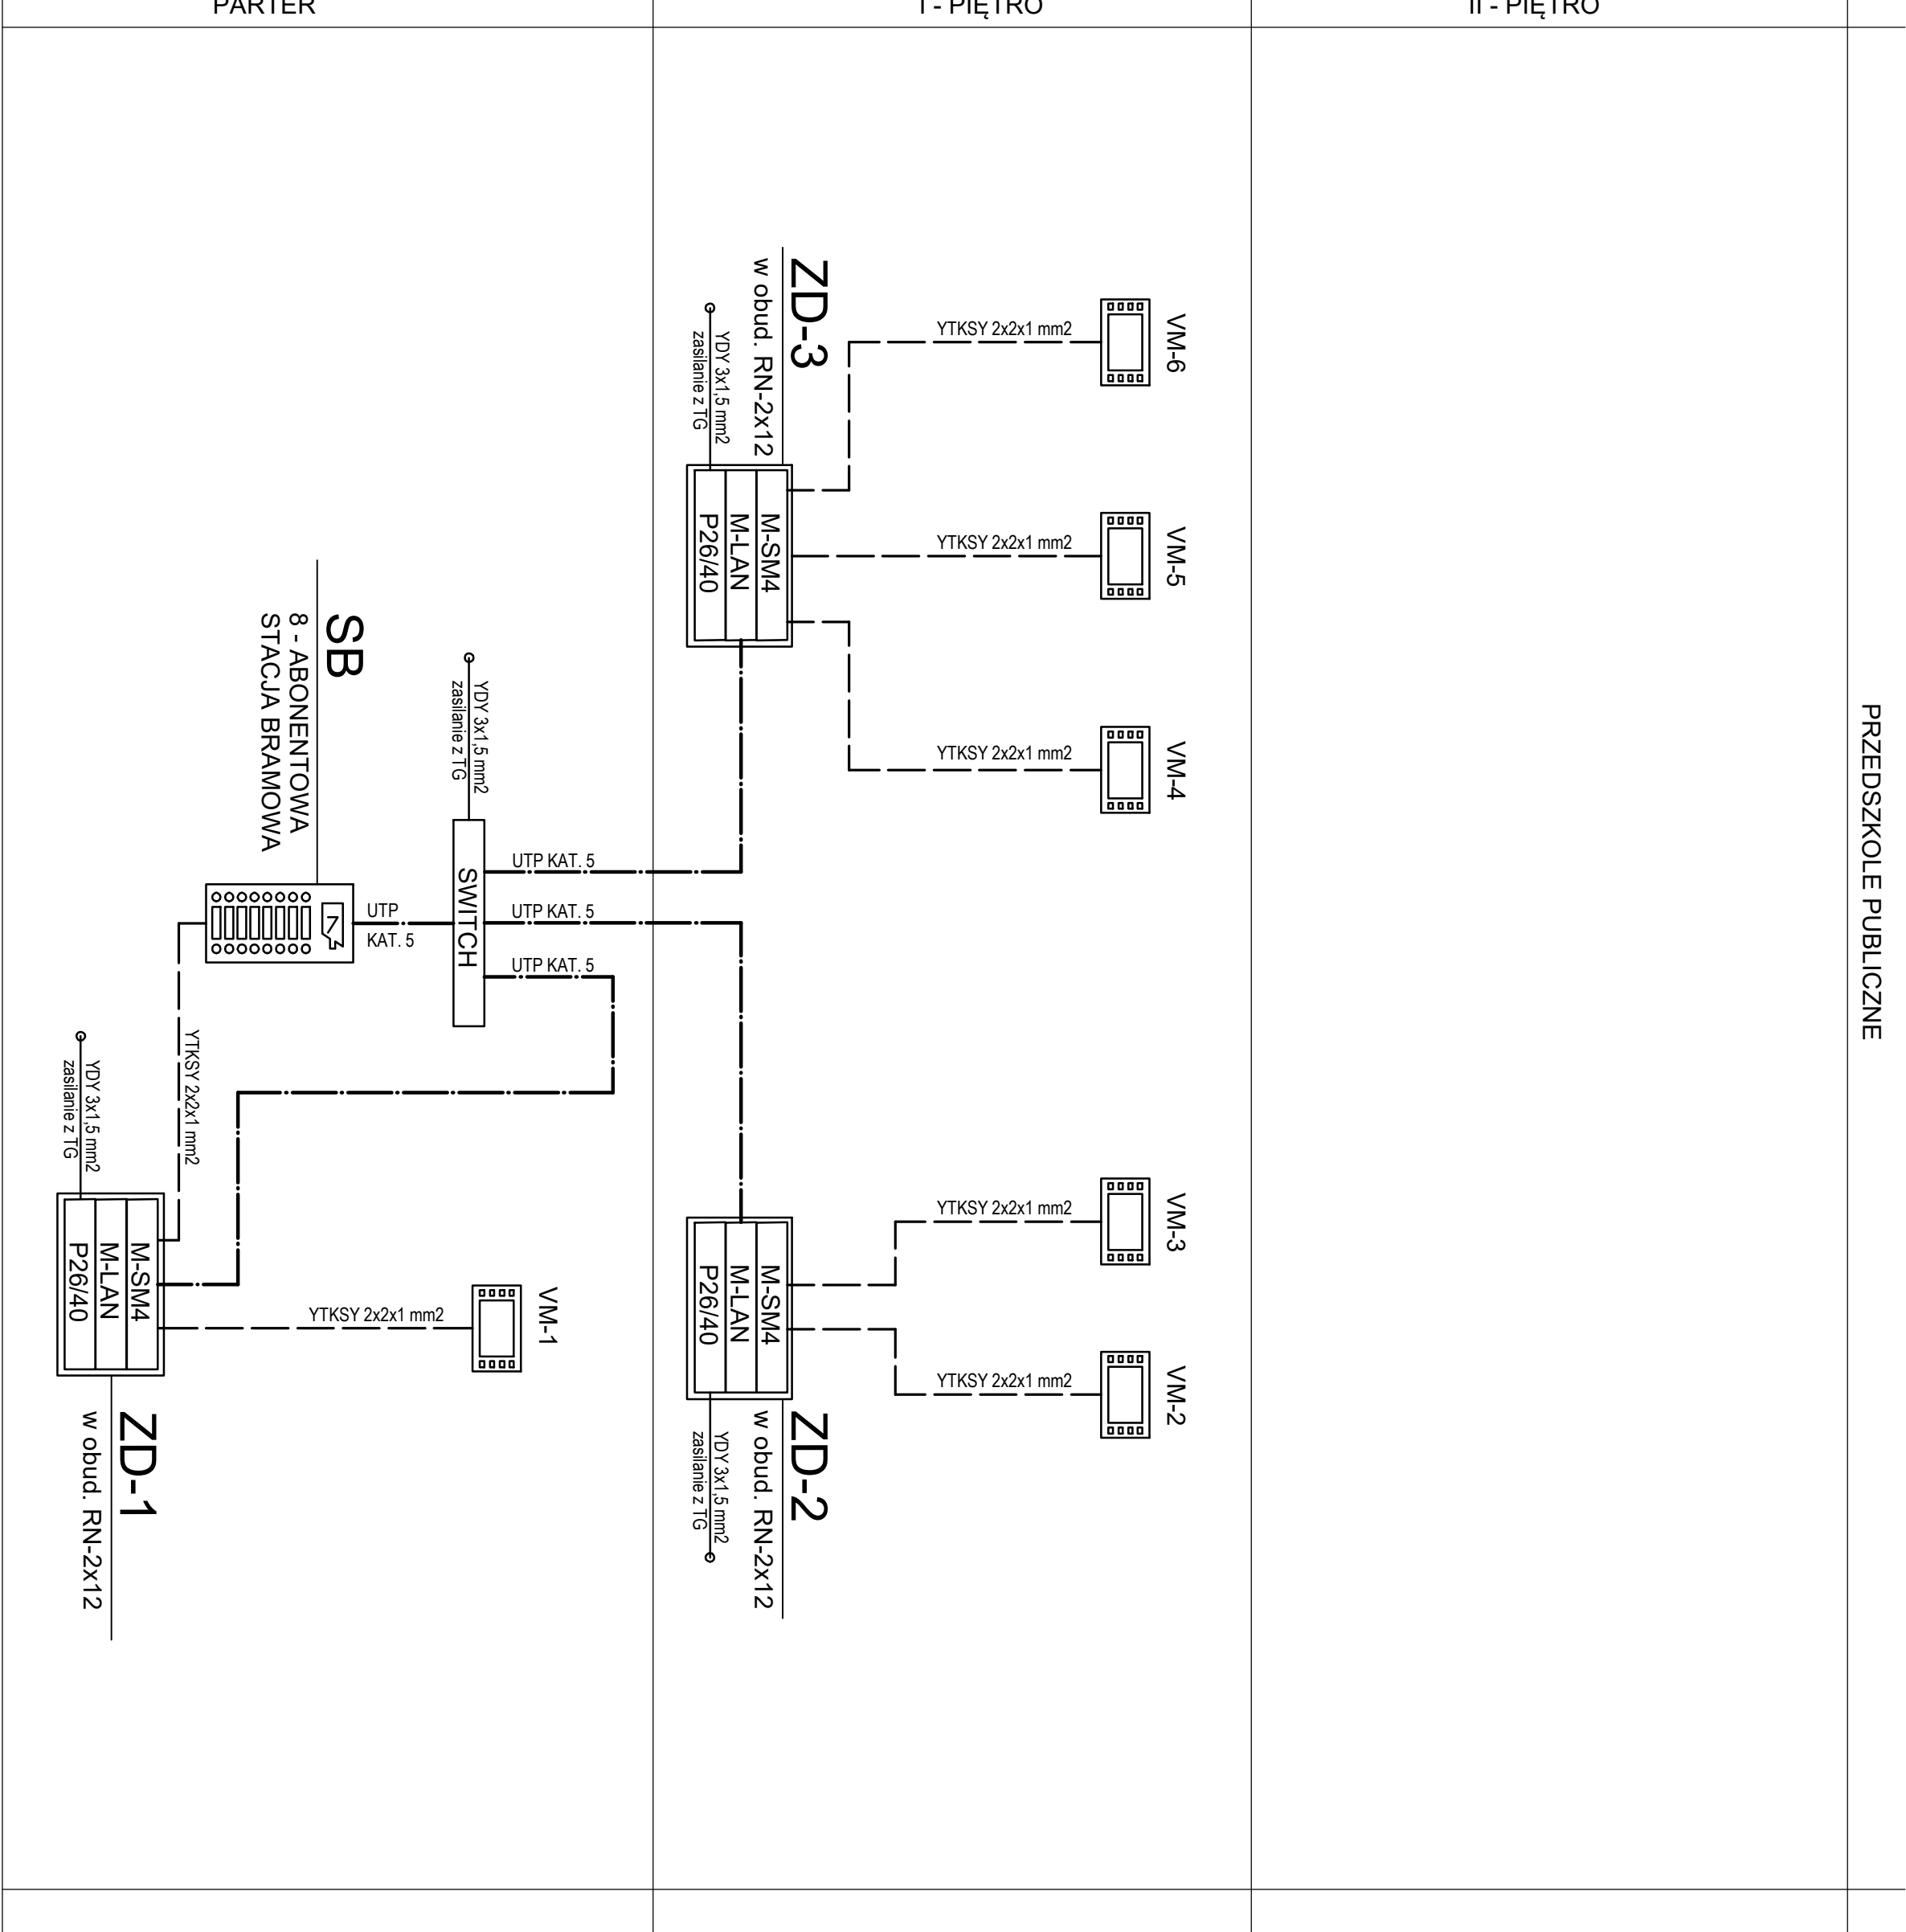 PARTER
I - PIĘTRO
II - PIĘTRO
PRZEDSZKOLE PUBLICZNE
VM-6
YTKSY 2x2x1 mm2
VM-5
YTKSY 2x2x1 mm2
VM-4
YTKSY 2x2x1 mm2
VM-3
YTKSY 2x2x1 mm2
VM-2
YTKSY 2x2x1 mm2
ZD-3
w obud. RN-2x12
YDY 3x1,5 mm2
zasilanie z TG
M-SM4
M-LAN
P26/40
ZD-2
w obud. RN-2x12
YDY 3x1,5 mm2
zasilanie z TG
M-SM4
M-LAN
P26/40
UTP KAT. 5
UTP KAT. 5
UTP KAT. 5
SWITCH
YDY 3x1,5 mm2
zasilanie z TG
UTP
KAT. 5
SB
8 - ABONENTOWA
STACJA BRAMOWA
YTKSY 2x2x1 mm2
VM-1
YTKSY 2x2x1 mm2
YDY 3x1,5 mm2
zasilanie z TG
M-SM4
M-LAN
P26/40
ZD-1
w obud. RN-2x12